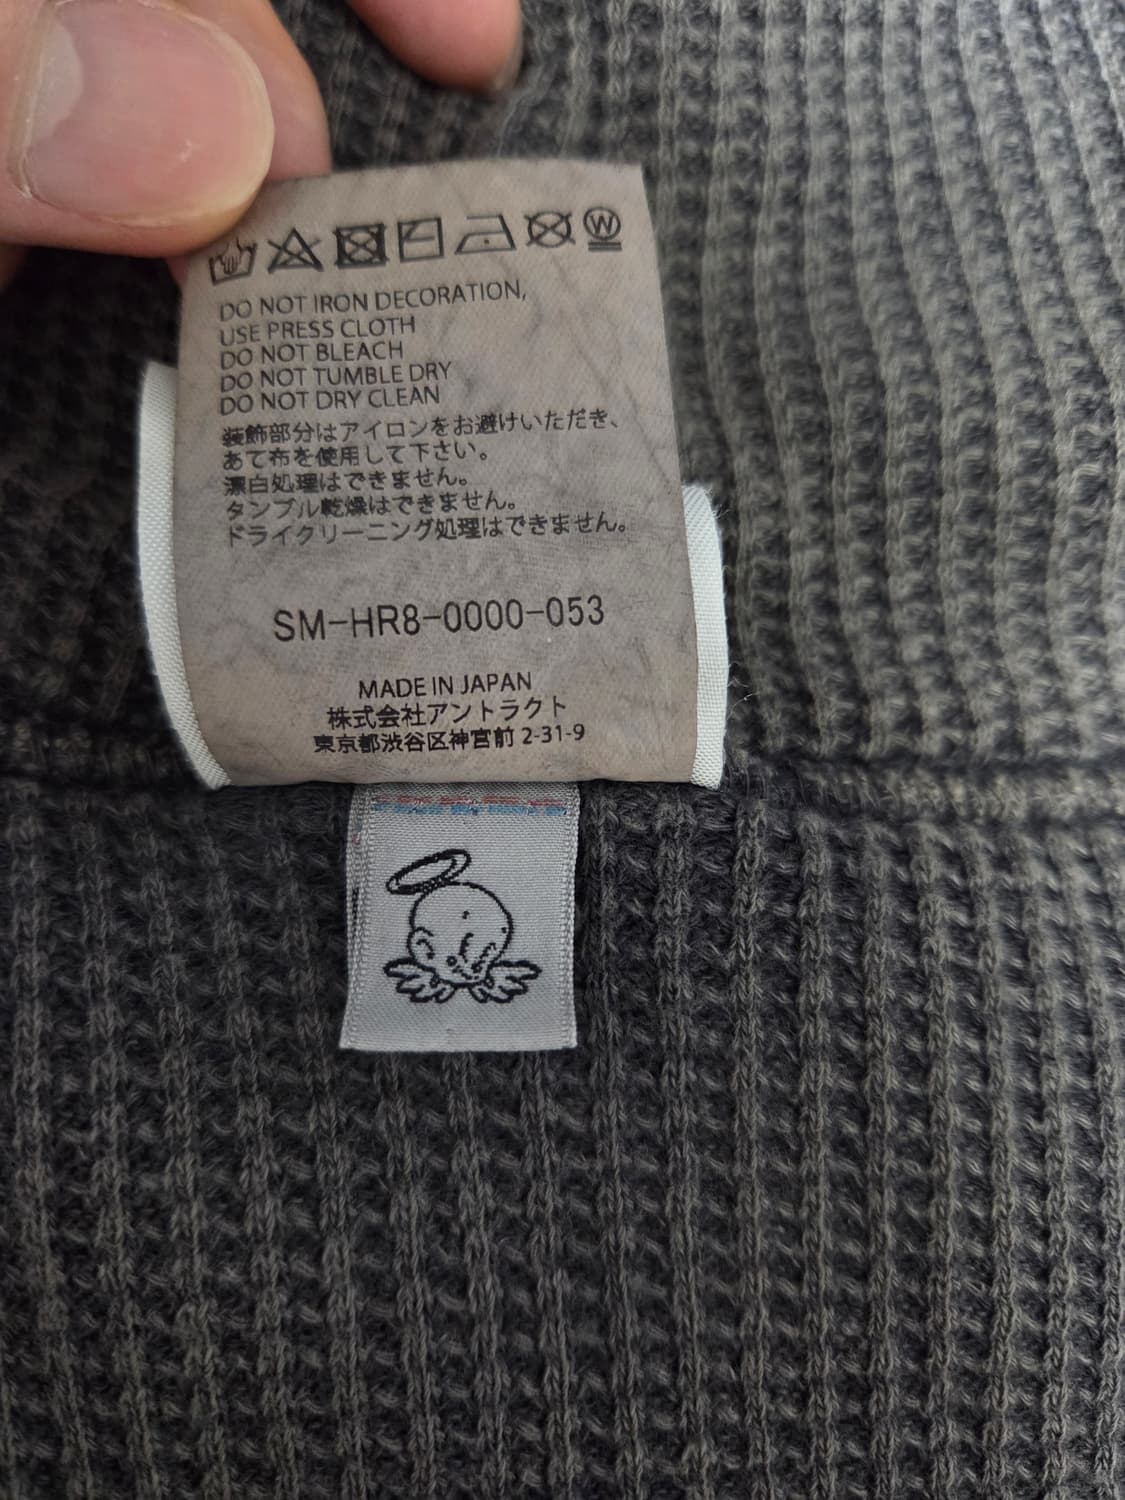 W
DO NOT IRON DECORATION,
USE PRESS CLOTH
DO NOT BLEACH
DO NOT TUMBLE DRY
DO NOT DRY CLEAN
装飾部分はアイロンをお避けいただき、
あて布を使用して下さい。
漂白処理はできません。
タンブル乾燥はできません。
ドライクリーニング処理はできません。
SM-HR8-0000-053
MADE IN JAPAN
株式会社アントラクト
東京都渋谷区神宮前 2-31-9